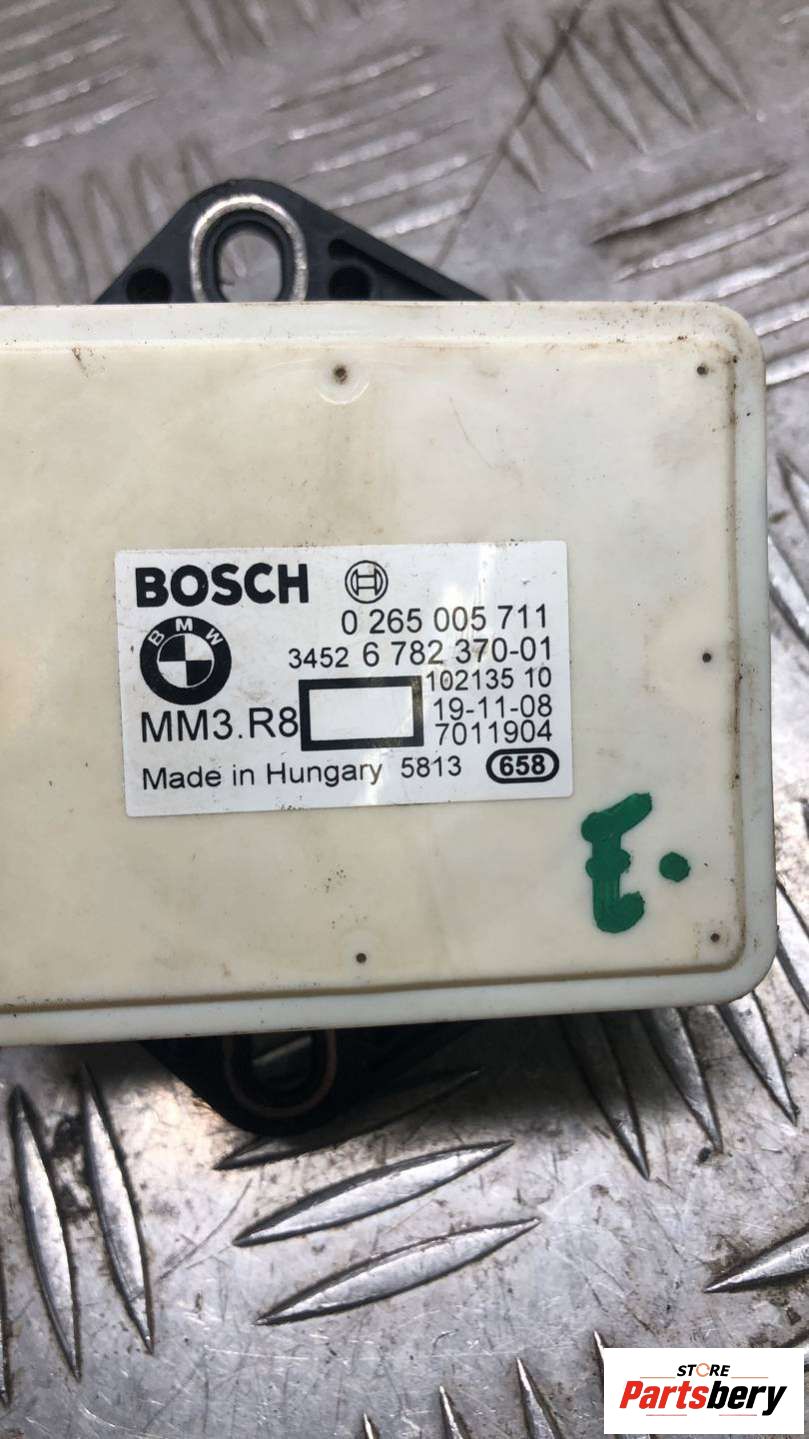 BOSCH
0 265 005 711
BMW
3452 6 782 370-01
102135 10
MM3.R8
19-11-08
7011904
Made in Hungary 5813 658
STORE
Partsbery